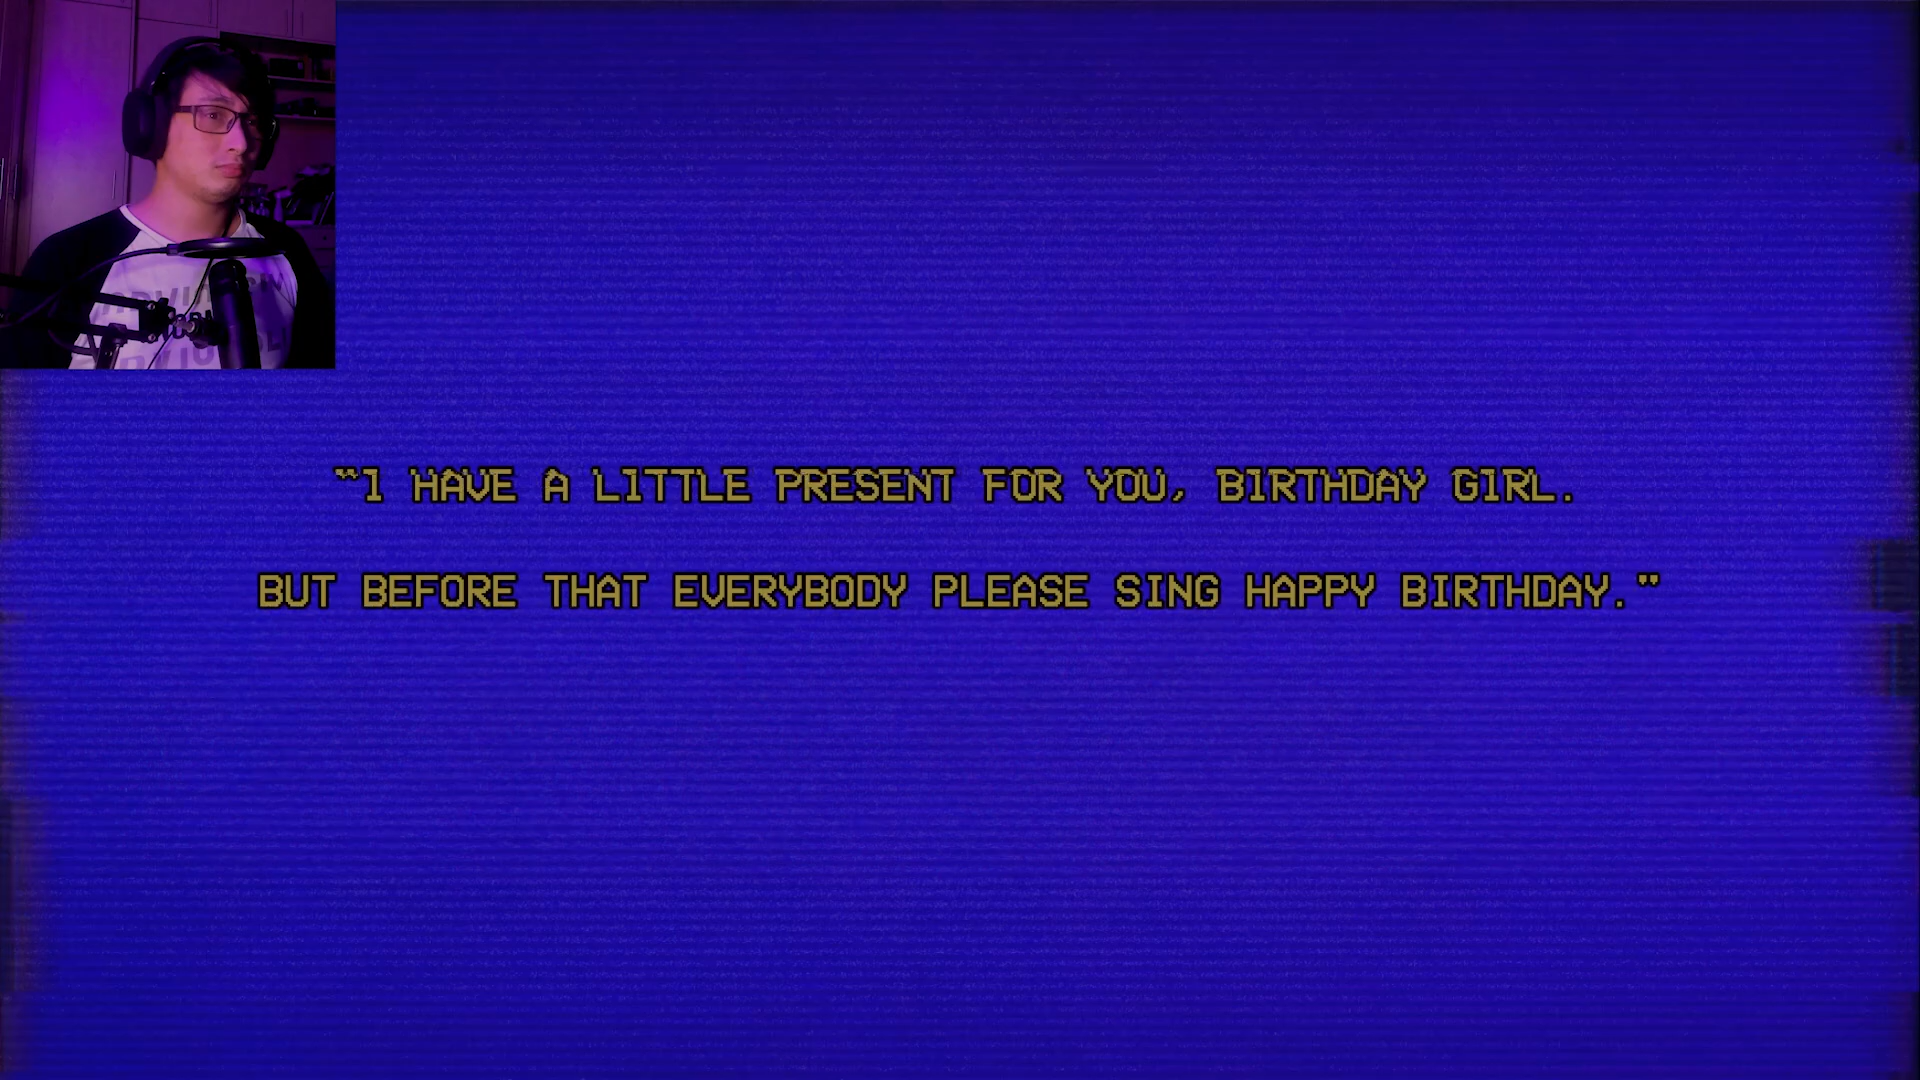 "I HAVE A LITTLE PRESENT FOR YOU, BIRTHDAY GIRL.
BUT BEFORE THAT EVERYBODY PLEASE SING HAPPY BIRTHDAY."